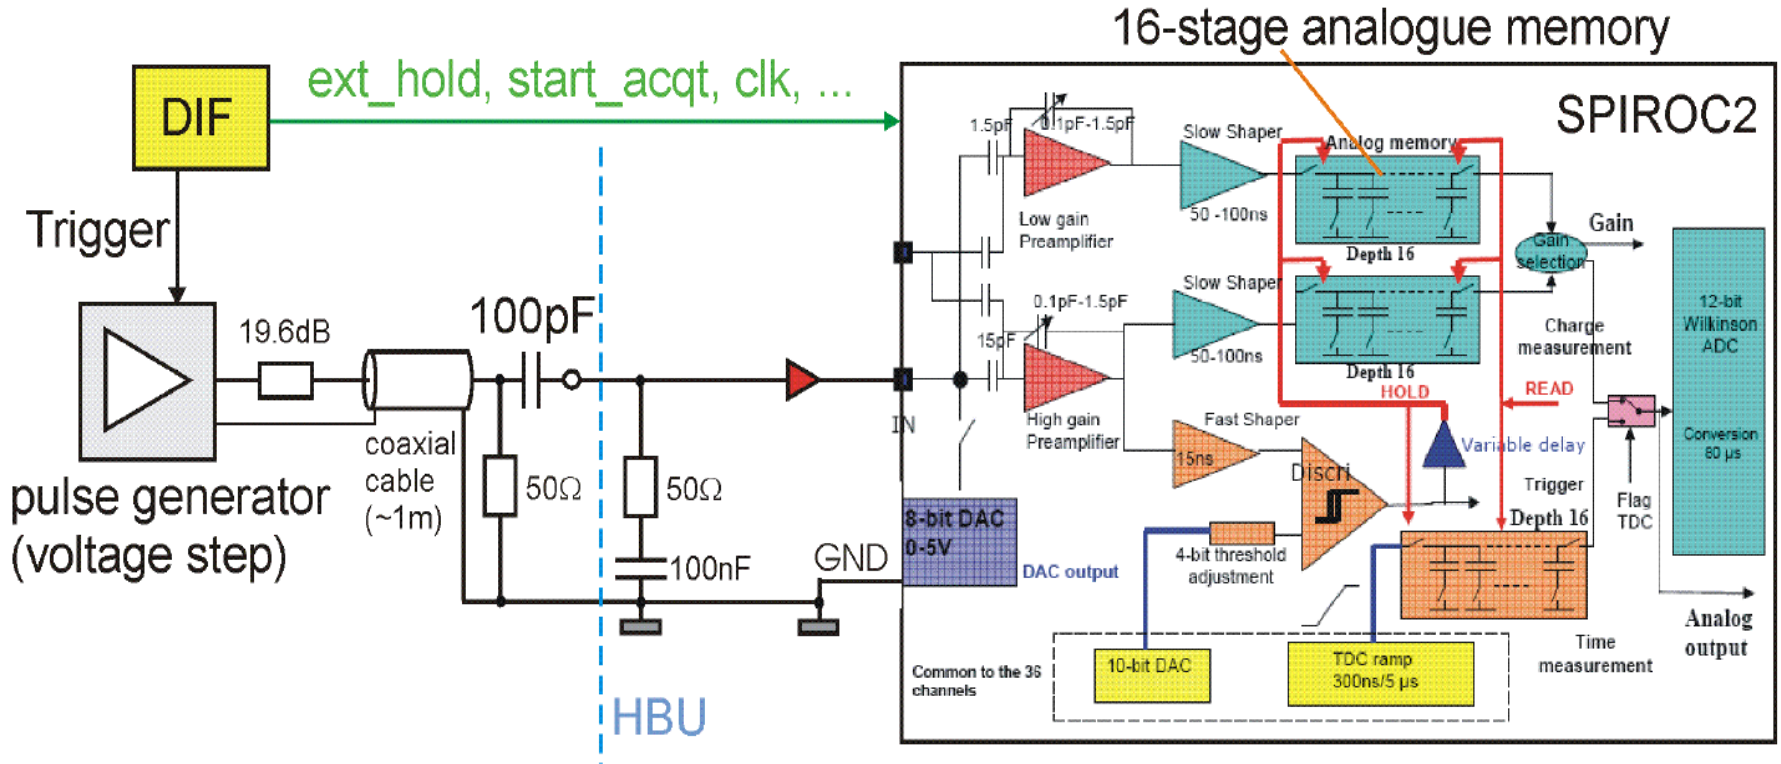 16-stage analogue memory
DIF
ext_hold, start_acqt, clk, ...
SPIROC2
Trigger
1.5pF
0.1pF-1.5pF
Slow Shaper
Analog memory
Low gain
Preamplifier
50 -100ns
Depth 16
Gain
Gain
selection
19.6dB
100pF
Slow Shaper
0.1pF-1.5pF
15pF
50-100ns
Depth 16
Charge
measurement
12-bit
Wilkinson
ADC
HOLD
READ
IN
High gain
Preamplifier
Fast Shaper
15ns
Discri
Variable delay
Conversion
80 µs
coaxial
cable
(~1m)
50Ω
50Ω
pulse generator
(voltage step)
Trigger
Depth 16
Flag
TDC
8-bit DAC
0-5V
GND
100nF
DAC output
4-bit threshold
adjustment
Analog
output
Time
measurement
Common to the 36
channels
10-bit DAC
TDC ramp
300ns/5 µs
HBU